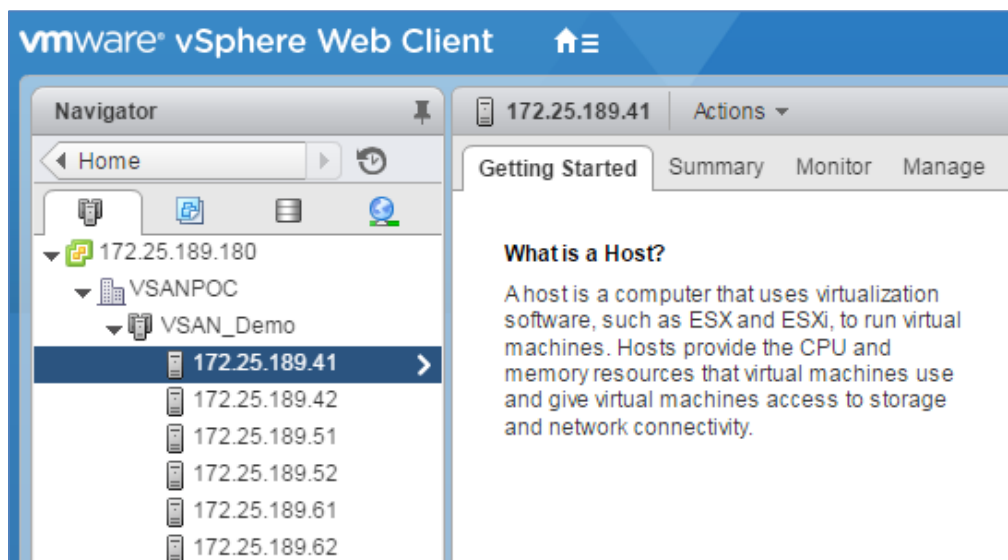 vmware® vSphere Web Client
Navigator
Home
172.25.189.180
VSANPOC
VSAN_Demo
172.25.189.41
172.25.189.42
172.25.189.51
172.25.189.52
172.25.189.61
172.25.189.62
172.25.189.41 Actions
Getting Started Summary Monitor Manage
What is a Host?
A host is a computer that uses virtualization
software, such as ESX and ESXi, to run virtual
machines. Hosts provide the CPU and
memory resources that virtual machines use
and give virtual machines access to storage
and network connectivity.